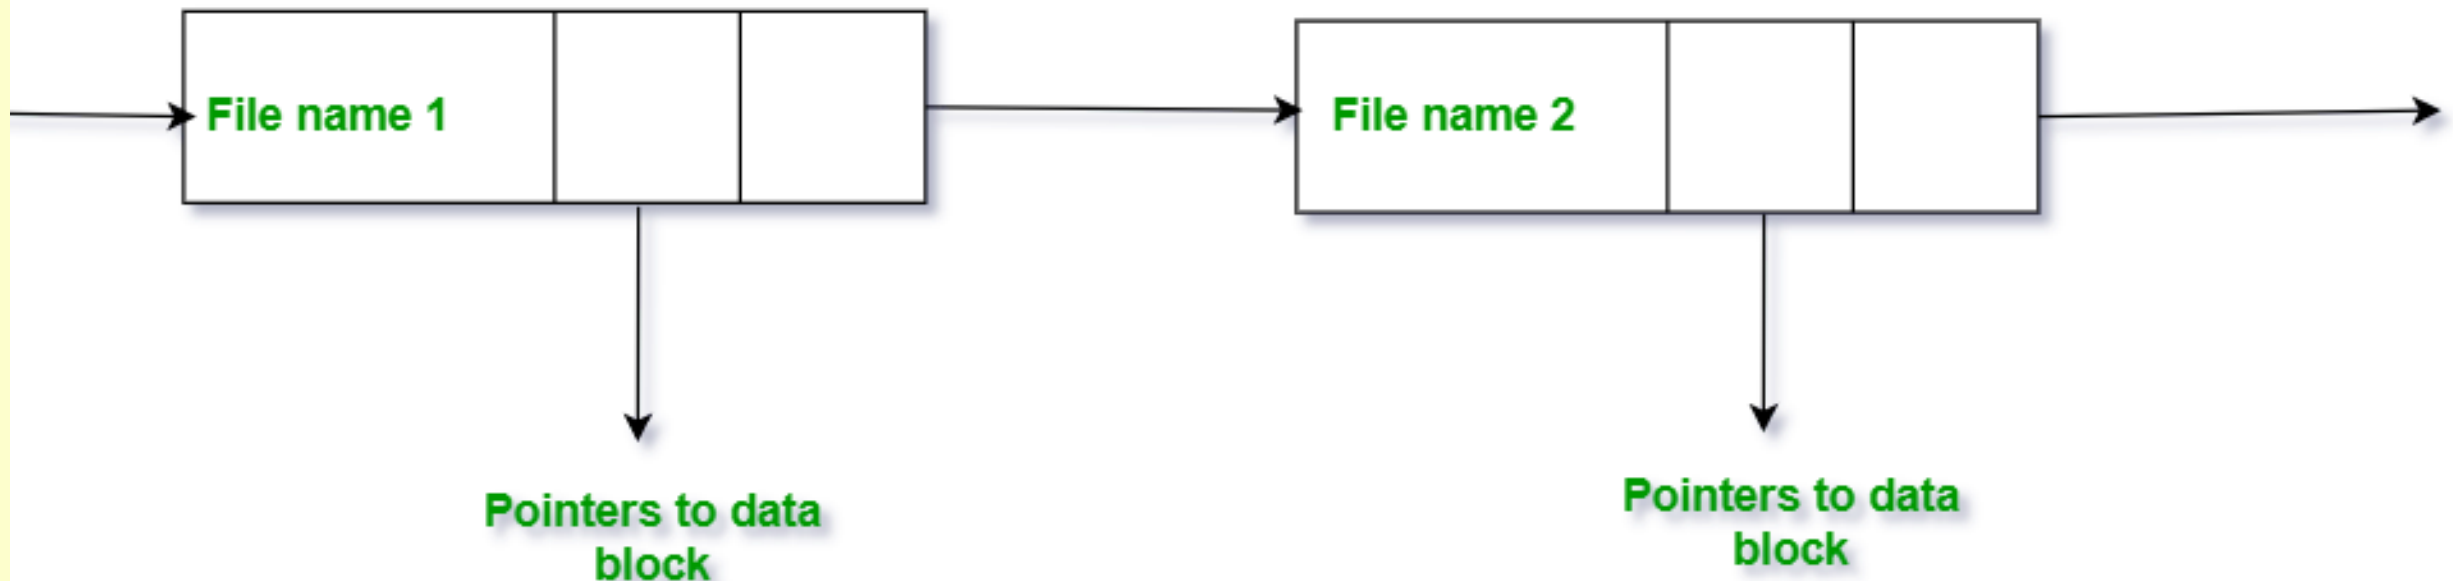 File name 1
File name 2
Pointers to data
block
Pointers to data
block